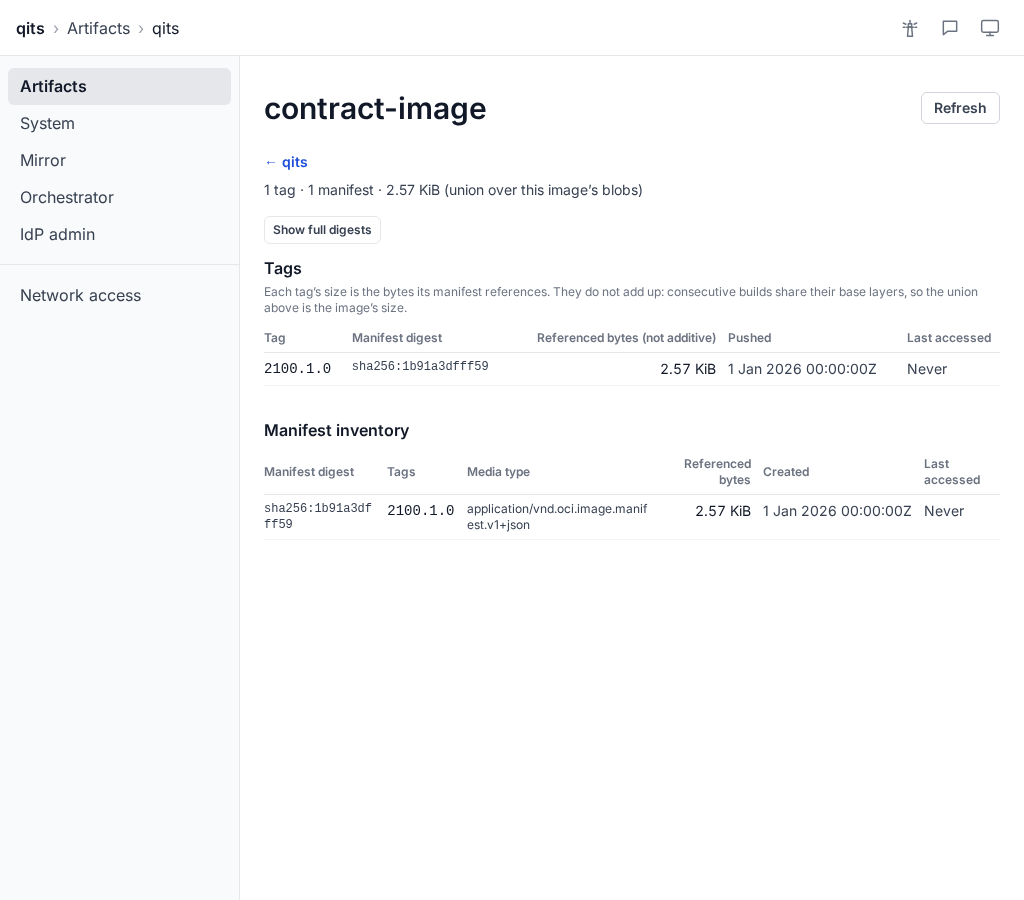 qits › Artifacts › qits
Artifacts
System
Mirror
Orchestrator
IdP admin
Network access
contract-image
Refresh
← qits
1 tag · 1 manifest · 2.57 KiB (union over this image’s blobs)
Show full digests
Tags
Each tag’s size is the bytes its manifest references. They do not add up: consecutive builds share their base layers, so the union
above is the image’s size.
Tag Manifest digest Referenced bytes (not additive) Pushed Last accessed
2100.1.0 sha256:1b91a3dfff59 2.57 KiB 1 Jan 2026 00:00:00Z Never
Manifest inventory
Manifest digest Tags Media type Referenced bytes Created Last accessed
sha256:1b91a3df 2100.1.0 application/vnd.oci.image.manif 2.57 KiB 1 Jan 2026 00:00:00Z Never
ff59 est.v1+json